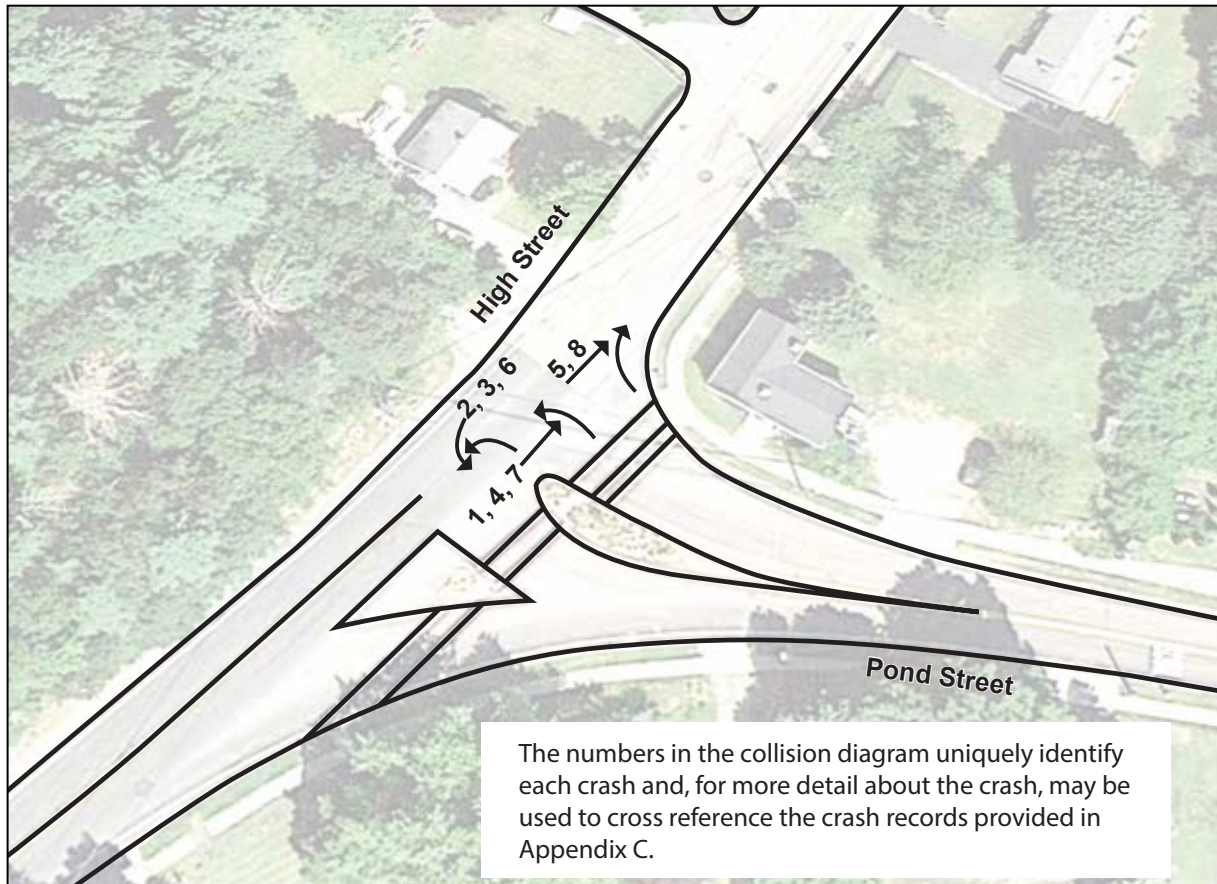 High Street
5, 8
2, 3, 6
1, 4, 7
Pond Street
The numbers in the collision diagram uniquely identify
each crash and, for more detail about the crash, may be
used to cross reference the crash records provided in
Appendix C.